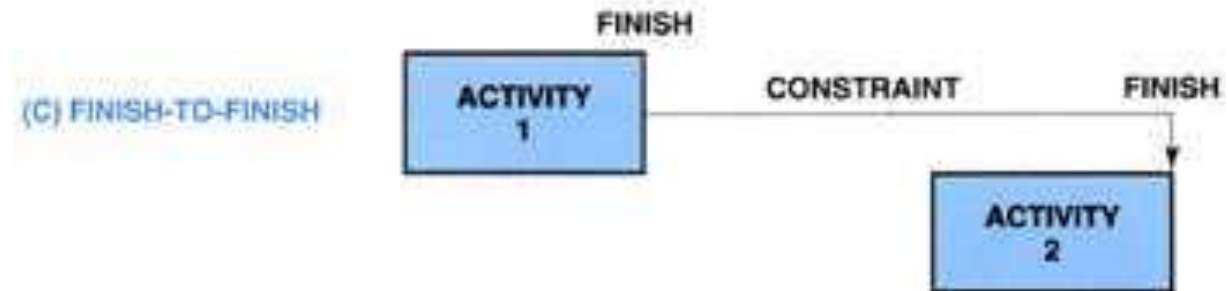 FINISH
(C) FINISH-TO-FINISH
ACTIVITY
1
CONSTRAINT
FINISH
ACTIVITY
2